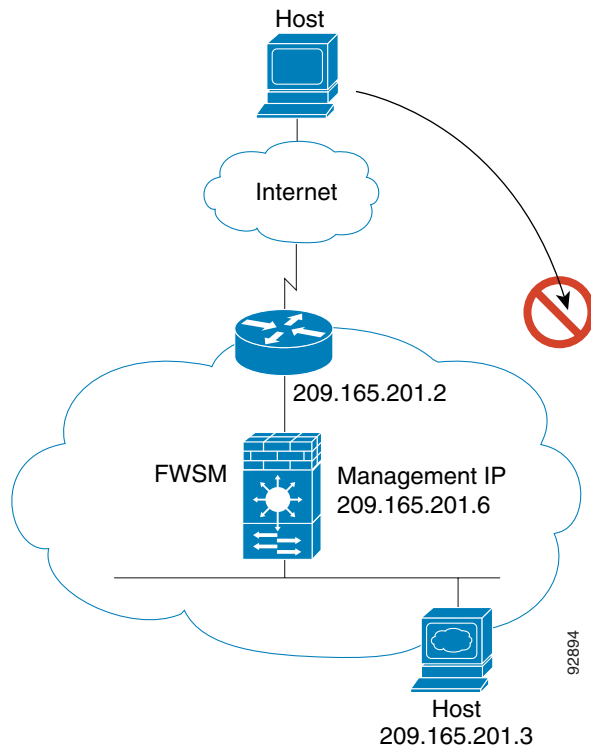 Host
Internet
209.165.201.2
FWSM
Management IP
209.165.201.6
92894
Host
209.165.201.3